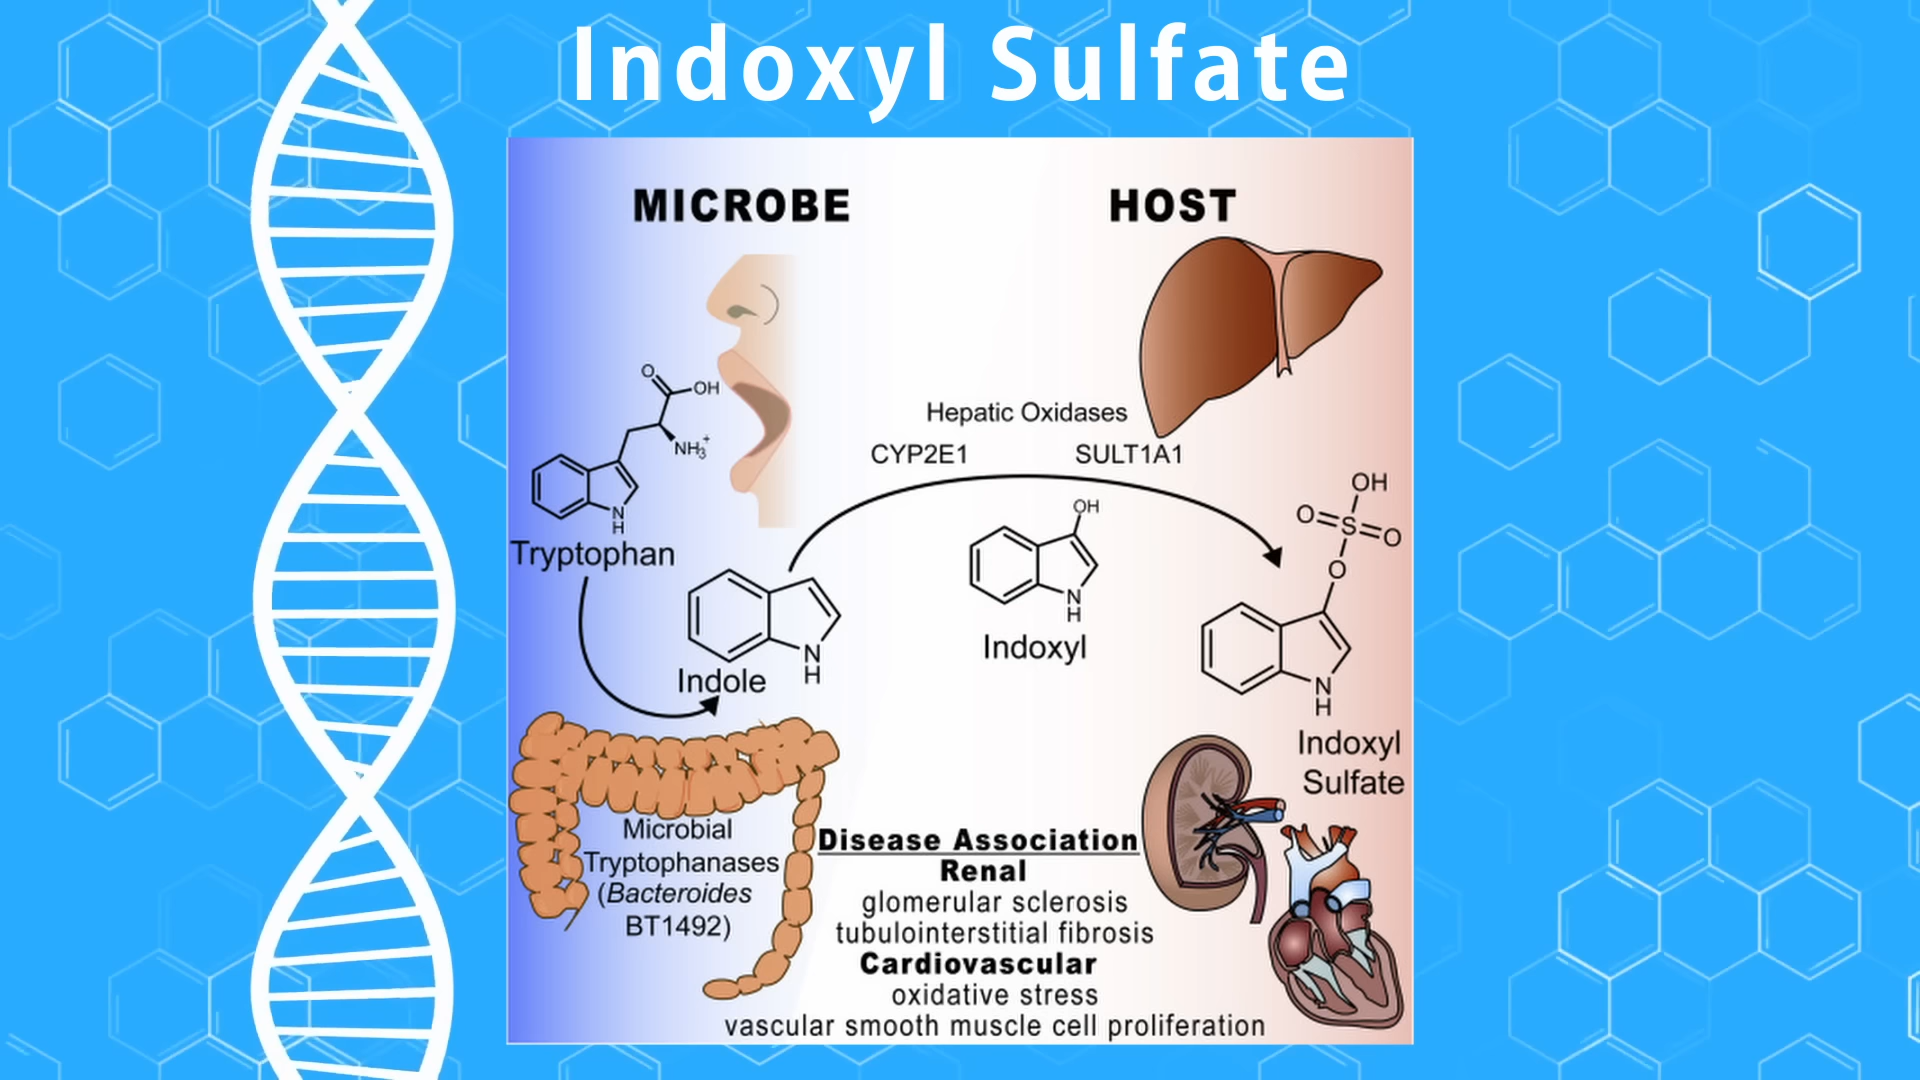 Indoxyl Sulfate
MICROBE
HOST
O
OH
NH3+
N
H
Tryptophan
Indole
N
H
Hepatic Oxidases
CYP2E1
SULT1A1
OH
N
H
Indoxyl
OH
O
S
O
O
N
H
Indoxyl
Sulfate
Microbial
Tryptophanases
(Bacteroides
BT1492)
Disease Association
Renal
glomerular sclerosis
tubulointerstitial fibrosis
Cardiovascular
oxidative stress
vascular smooth muscle cell proliferation